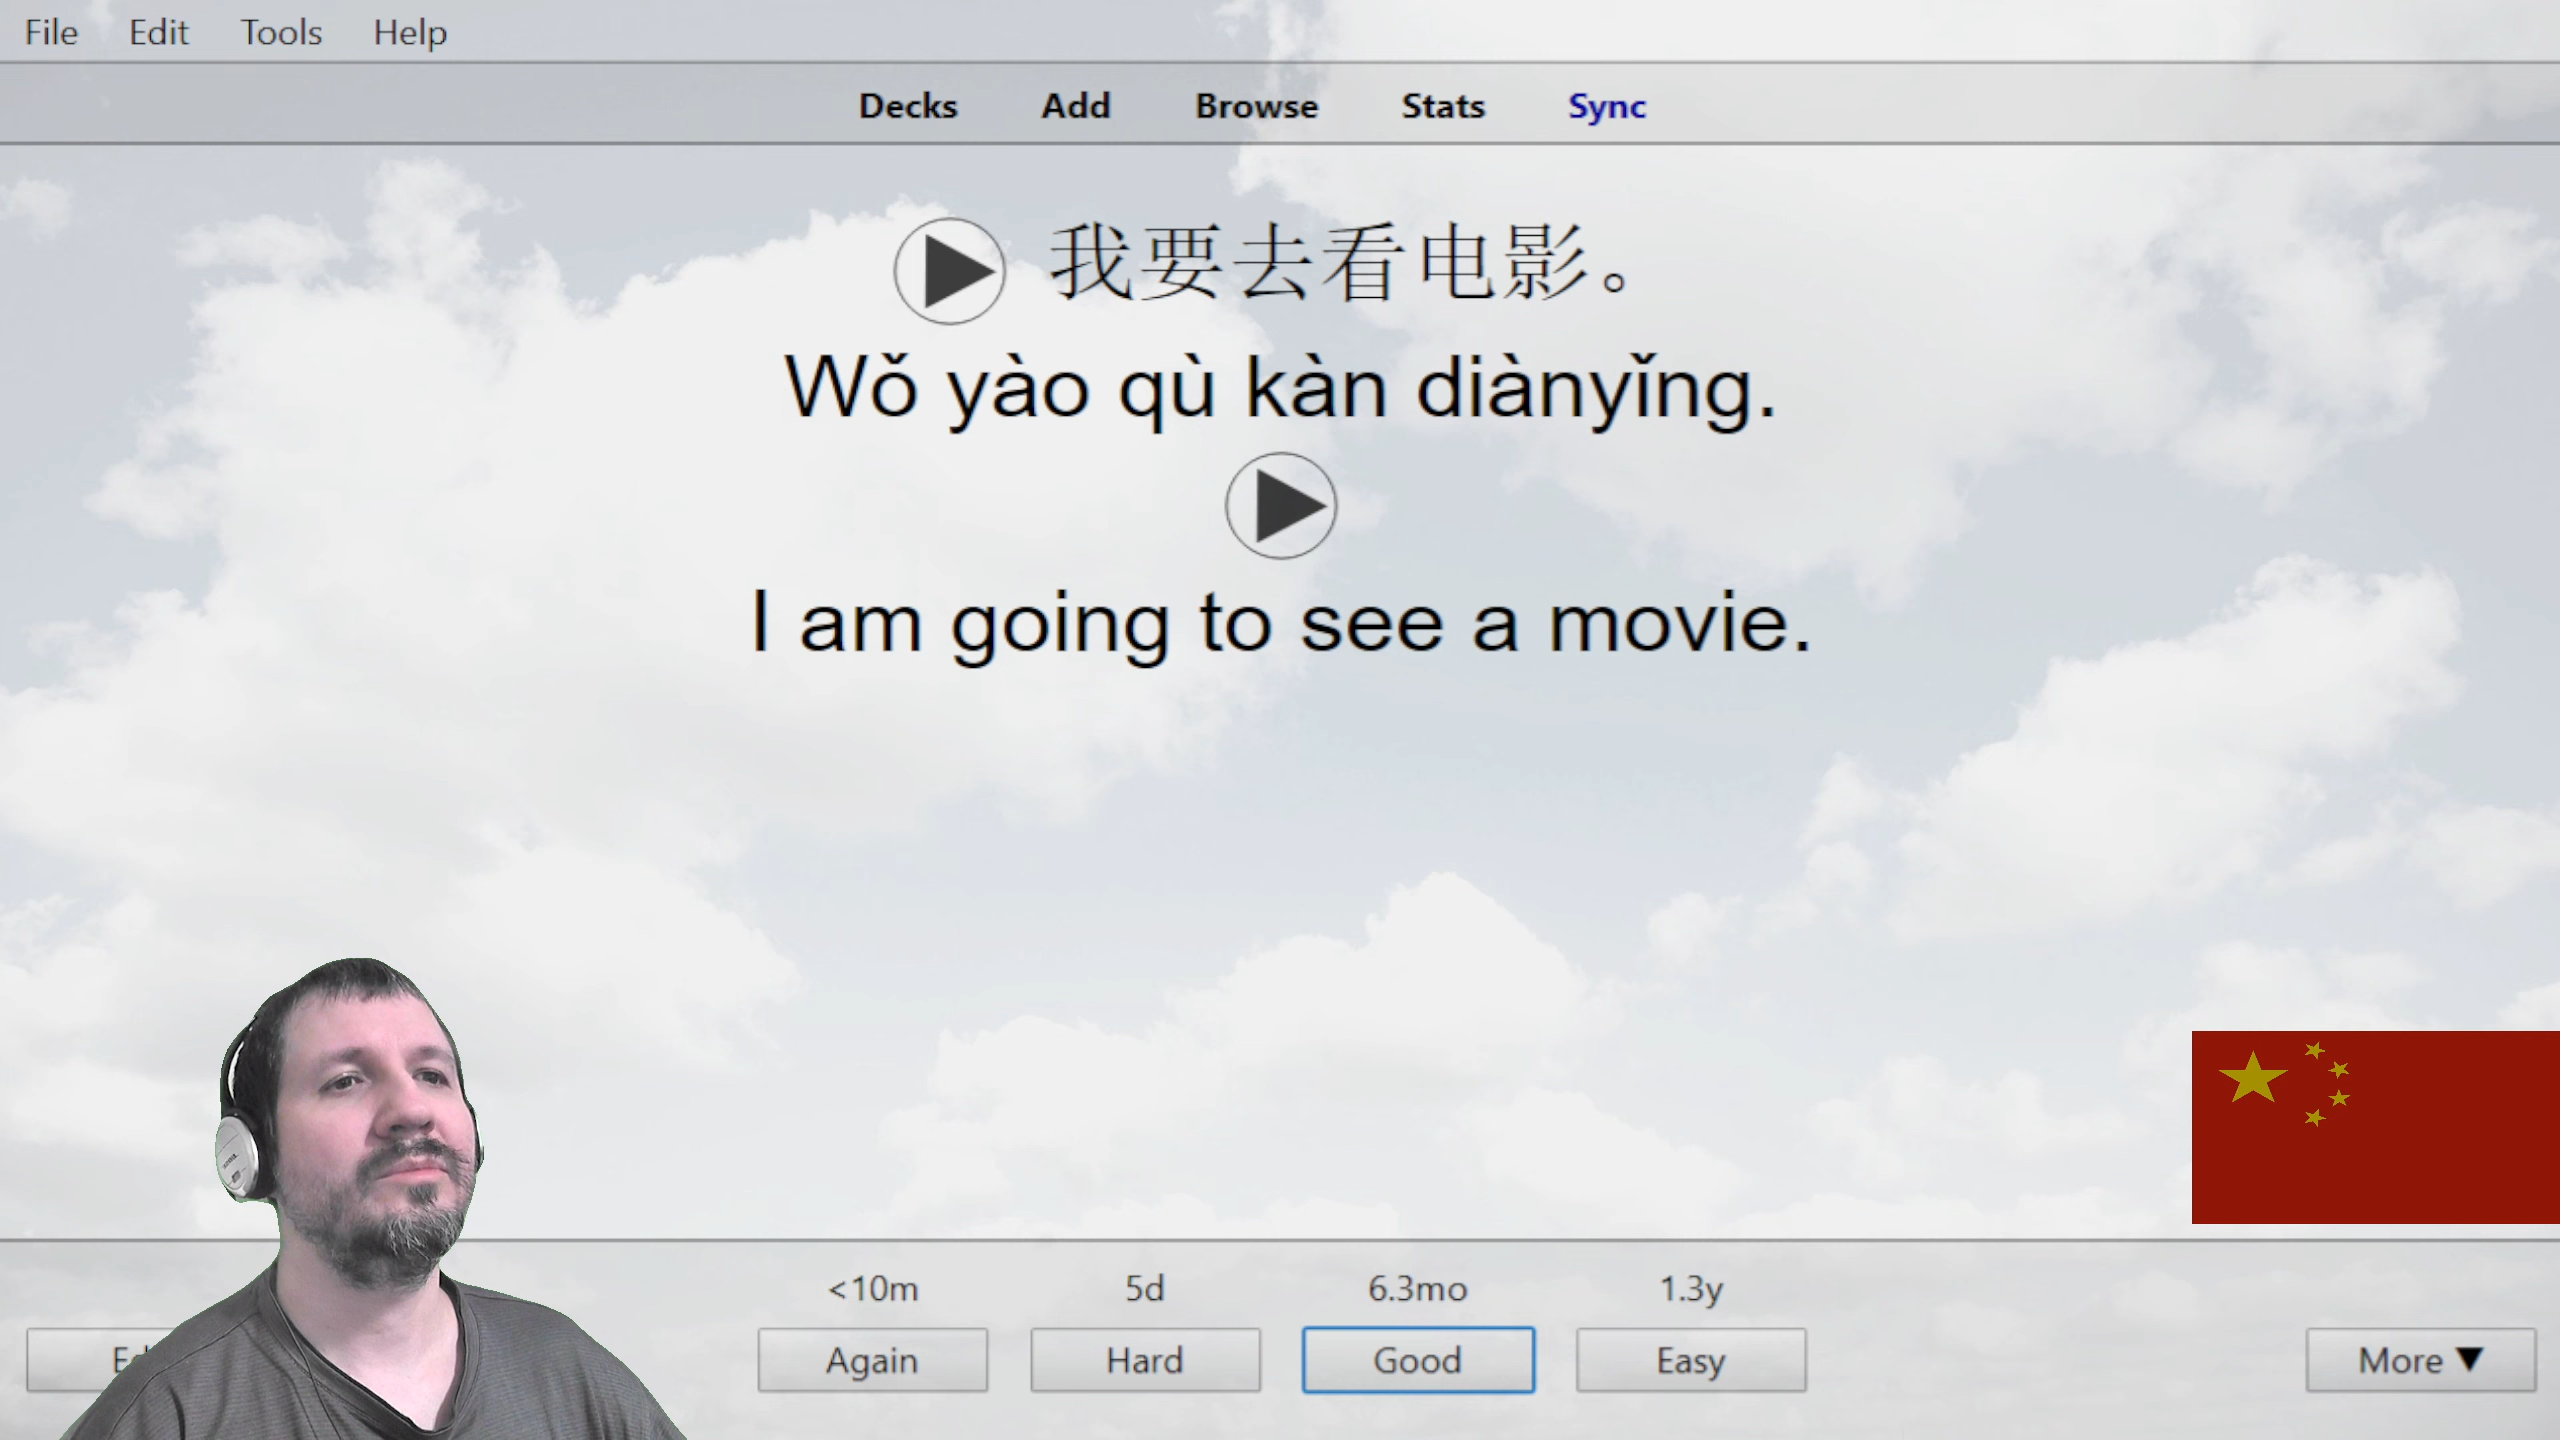 File Edit Tools Help
Decks Add Browse Stats Sync
我要去看电影。
Wǒ yào qù kàn diànyǐng.
I am going to see a movie.
<10m 5d 6.3mo 1.3y
Again Hard Good Easy More ▼